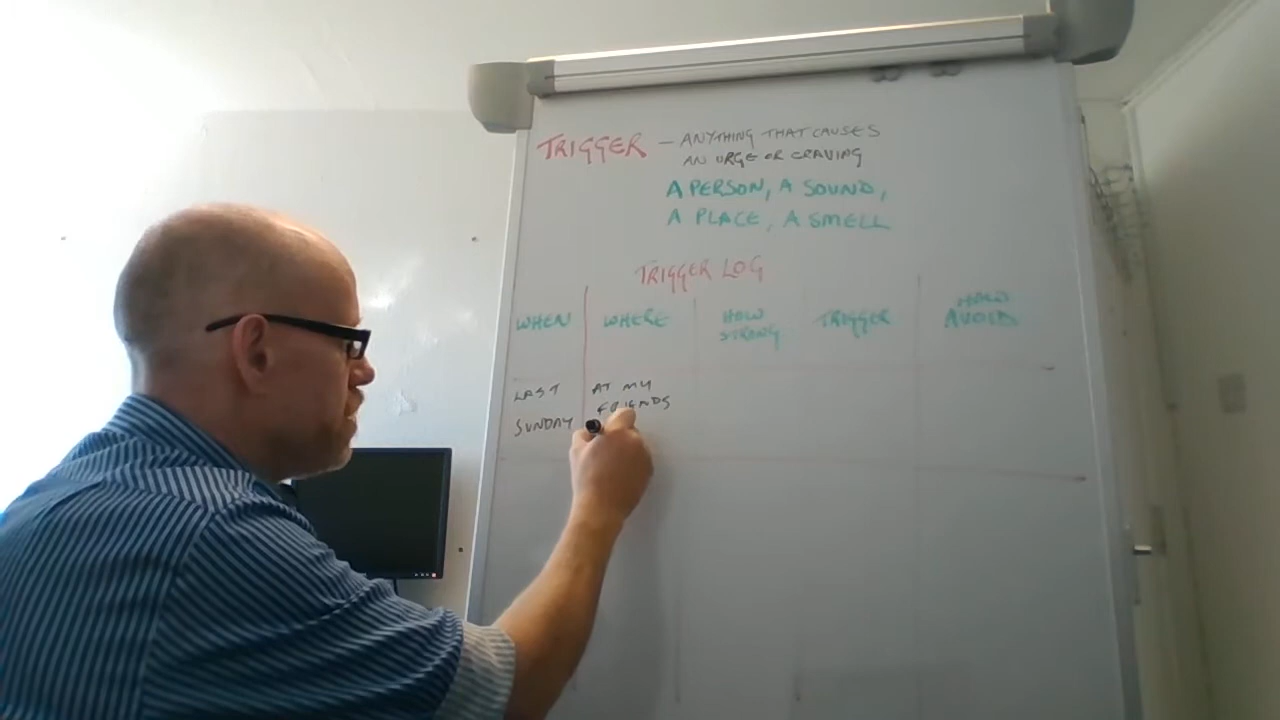 TRIGGER – ANYTHING THAT CAUSES
AN URGE OR CRAVING
A PERSON, A SOUND,
A PLACE, A SMELL
TRIGGER LOG
WHEN WHERE HOW STRONG TRIGGER HOW AVOID
LAST AT MY
SUNDAY FRIENDS